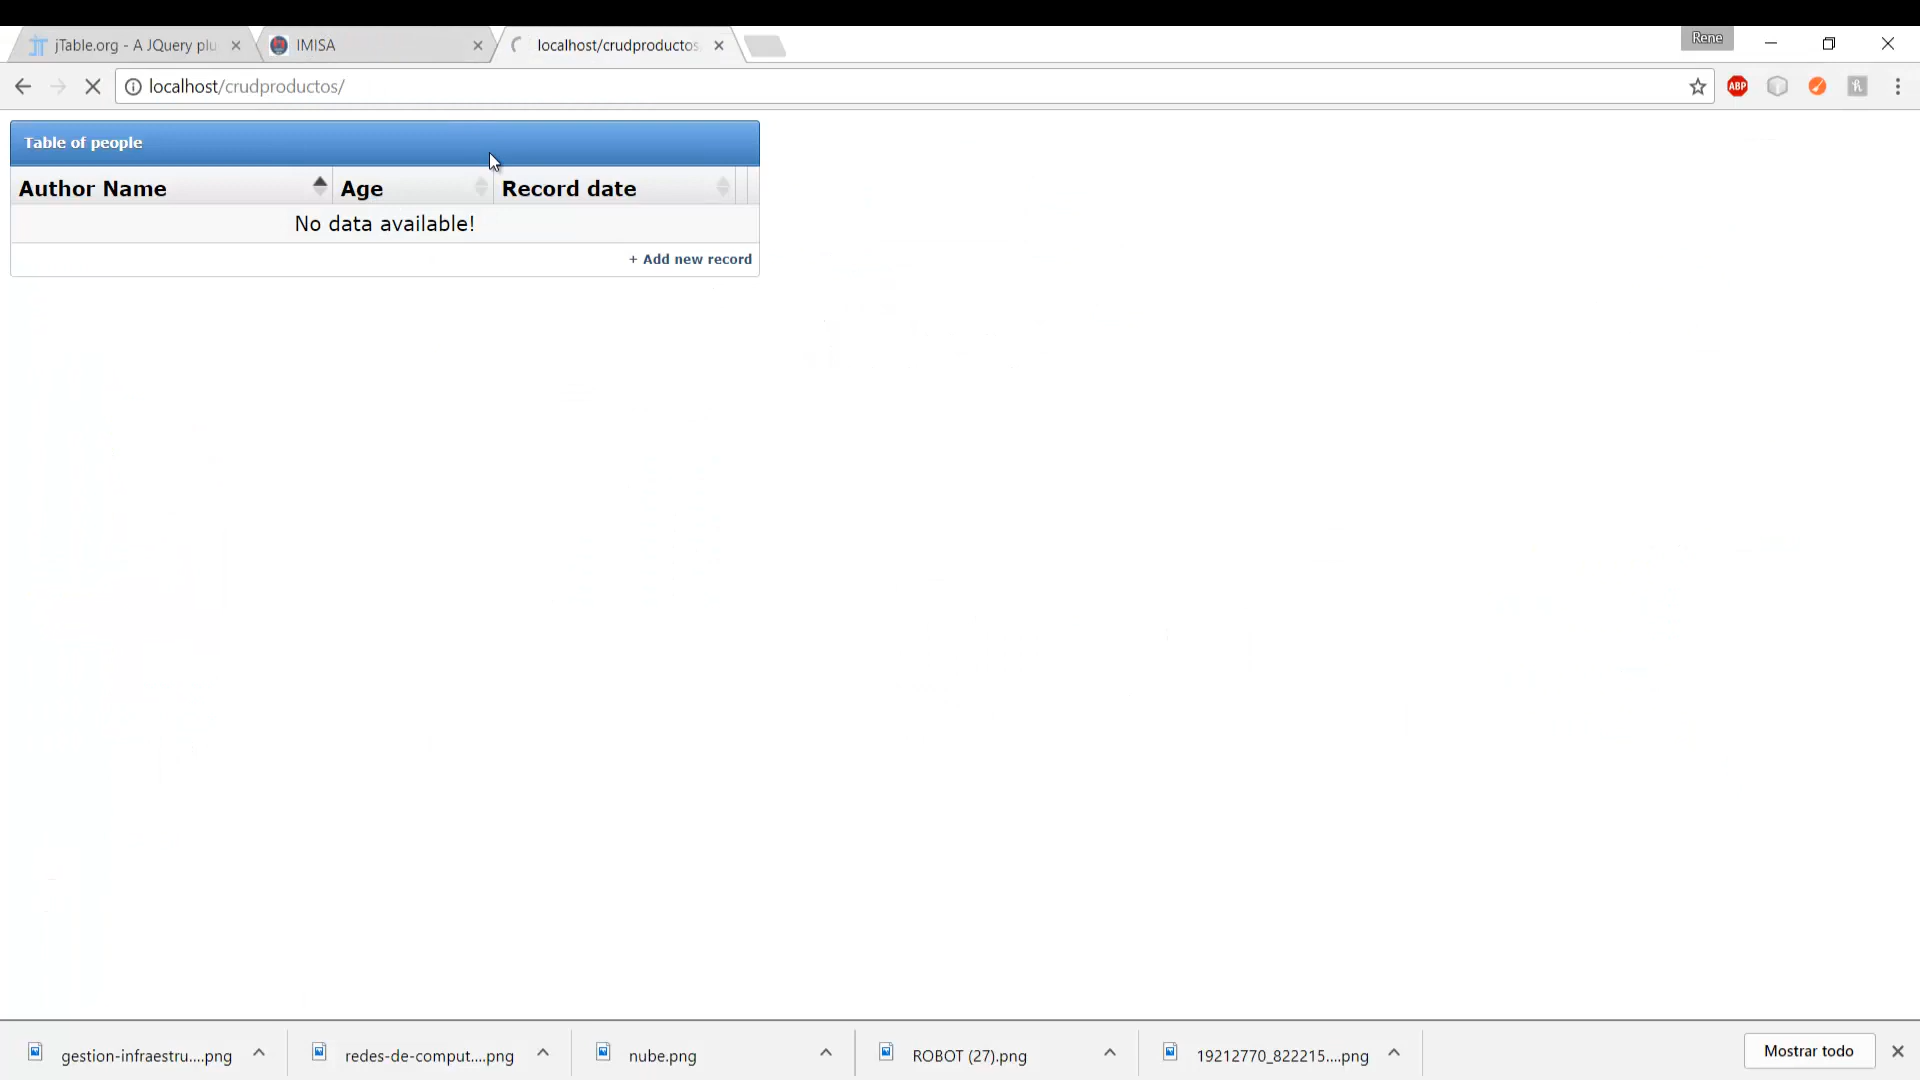 jTable.org - A JQuery plu
IMISA
localhost/crudproductos
Rene
localhost/crudproductos/
ABP
Table of people
Author Name
Age
Record date
No data available!
+ Add new record
gestion-infraestru....png
redes-de-comput....png
nube.png
ROBOT (27).png
19212770_822215....png
Mostrar todo